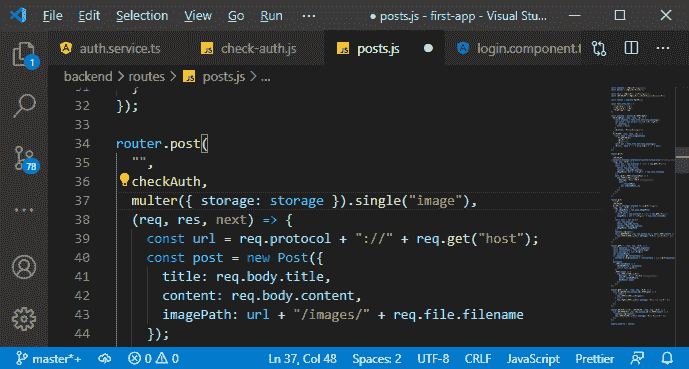 File Edit Selection View Go Run ... ● posts.js - first-app - Visual Stu...
auth.service.ts JS check-auth.js JS posts.js ● login.component.t
backend > routes > JS posts.js > ...
31 }
32 });
33
34 router.post(
35 "",
36 checkAuth,
37 multer({ storage: storage }).single("image"),
38 (req, res, next) => {
39 const url = req.protocol + "://" + req.get("host");
40 const post = new Post({
41 title: req.body.title,
42 content: req.body.content,
43 imagePath: url + "/images/" + req.file.filename
44 });
1
78
master*+ 0 0 Ln 37, Col 48 Spaces: 2 UTF-8 CRLF JavaScript Prettier